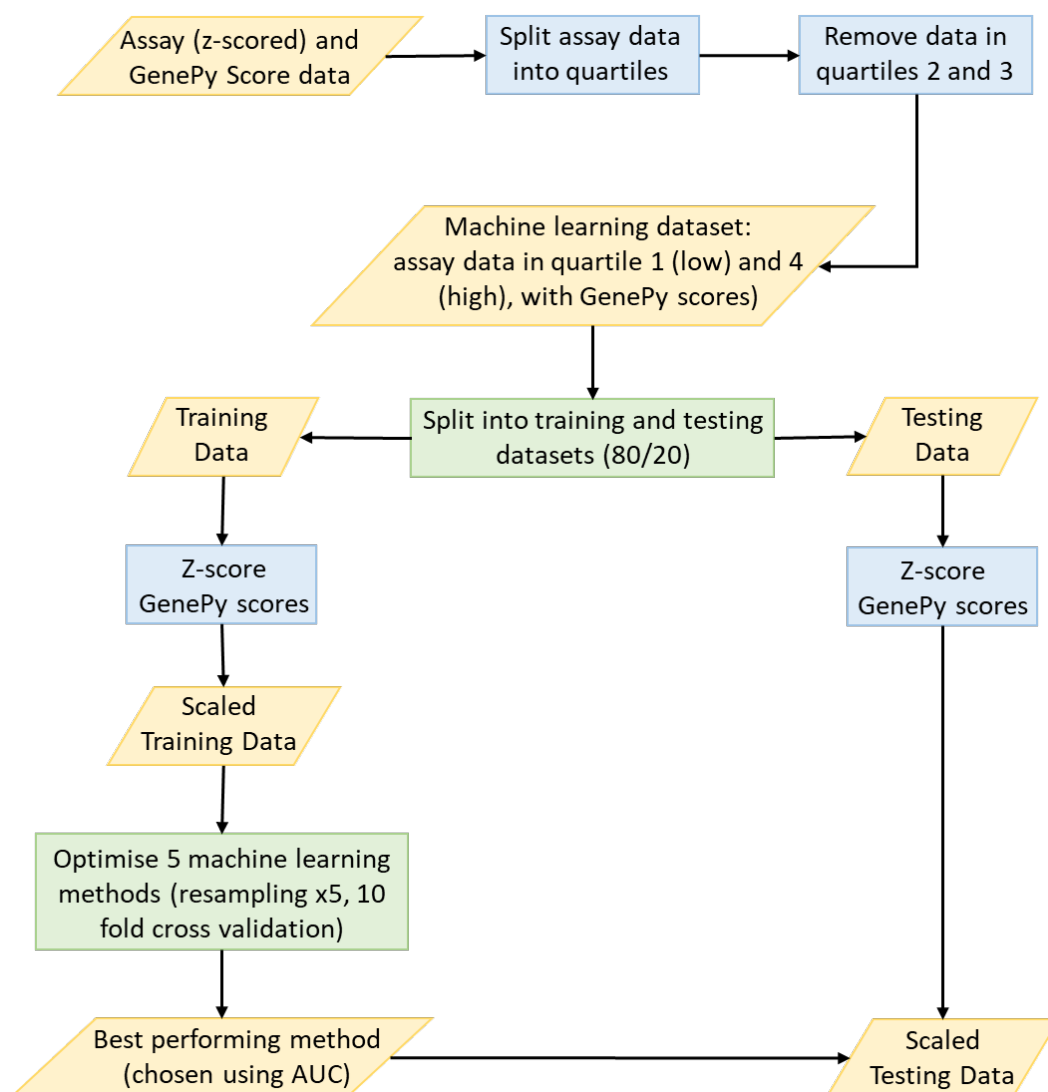 Assay (z-scored) and
GenePy Score data
Split assay data
into quartiles
Remove data in
quartiles 2 and 3
Machine learning dataset:
assay data in quartile 1 (low) and 4
(high), with GenePy scores)
Training
Data
Split into training and testing
datasets (80/20)
Testing
Data
Z-score
GenePy scores
Z-score
GenePy scores
Scaled
Training Data
Optimise 5 machine learning
methods (resampling x5, 10
fold cross validation)
Best performing method
(chosen using AUC)
Scaled
Testing Data